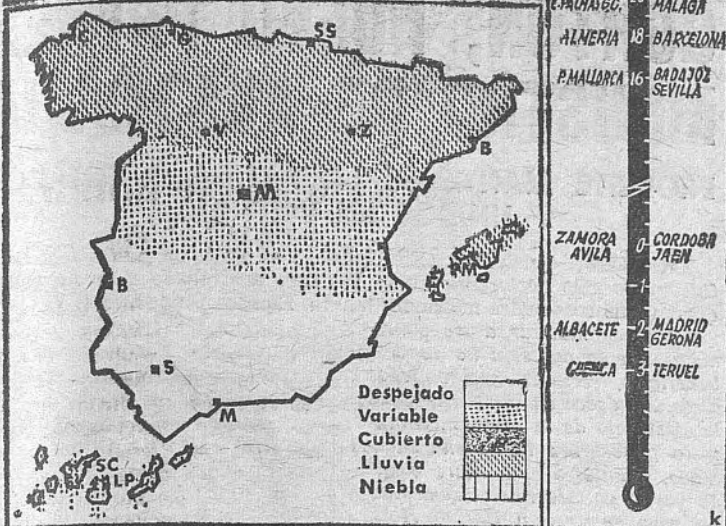 C
G
SS
V
Z
B
M
PM
B
S
M
SC
LP
Despejado
Variable
Cubierto
Lluvia
Niebla
MALAGA
ALMERIA 18 BARCELONA
P. MALLORCA 16 BADAJOZ
SEVILLA
ZAMORA 0 CORDOBA
AVILA JAEN
-1
ALBACETE -2 MADRID
GERONA
CUENCA -3 TERUEL
k